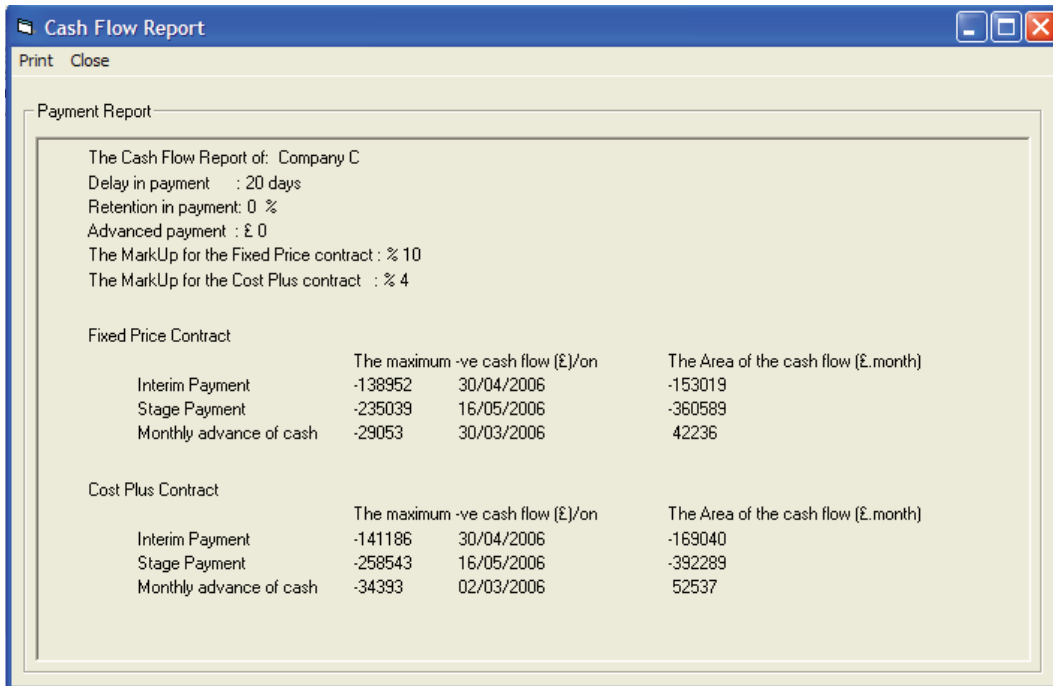 Cash Flow Report
Print Close
Payment Report
The Cash Flow Report of: Company C
Delay in payment : 20 days
Retention in payment: 0 %
Advanced payment : £ 0
The MarkUp for the Fixed Price contract : % 10
The MarkUp for the Cost Plus contract : % 4
Fixed Price Contract
The maximum -ve cash flow (£)/on The Area of the cash flow (£.month)
Interim Payment -138952 30/04/2006 -153019
Stage Payment -235039 16/05/2006 -360589
Monthly advance of cash -29053 30/03/2006 42236
Cost Plus Contract
The maximum -ve cash flow (£)/on The Area of the cash flow (£.month)
Interim Payment -141186 30/04/2006 -169040
Stage Payment -258543 16/05/2006 -392289
Monthly advance of cash -34393 02/03/2006 52537